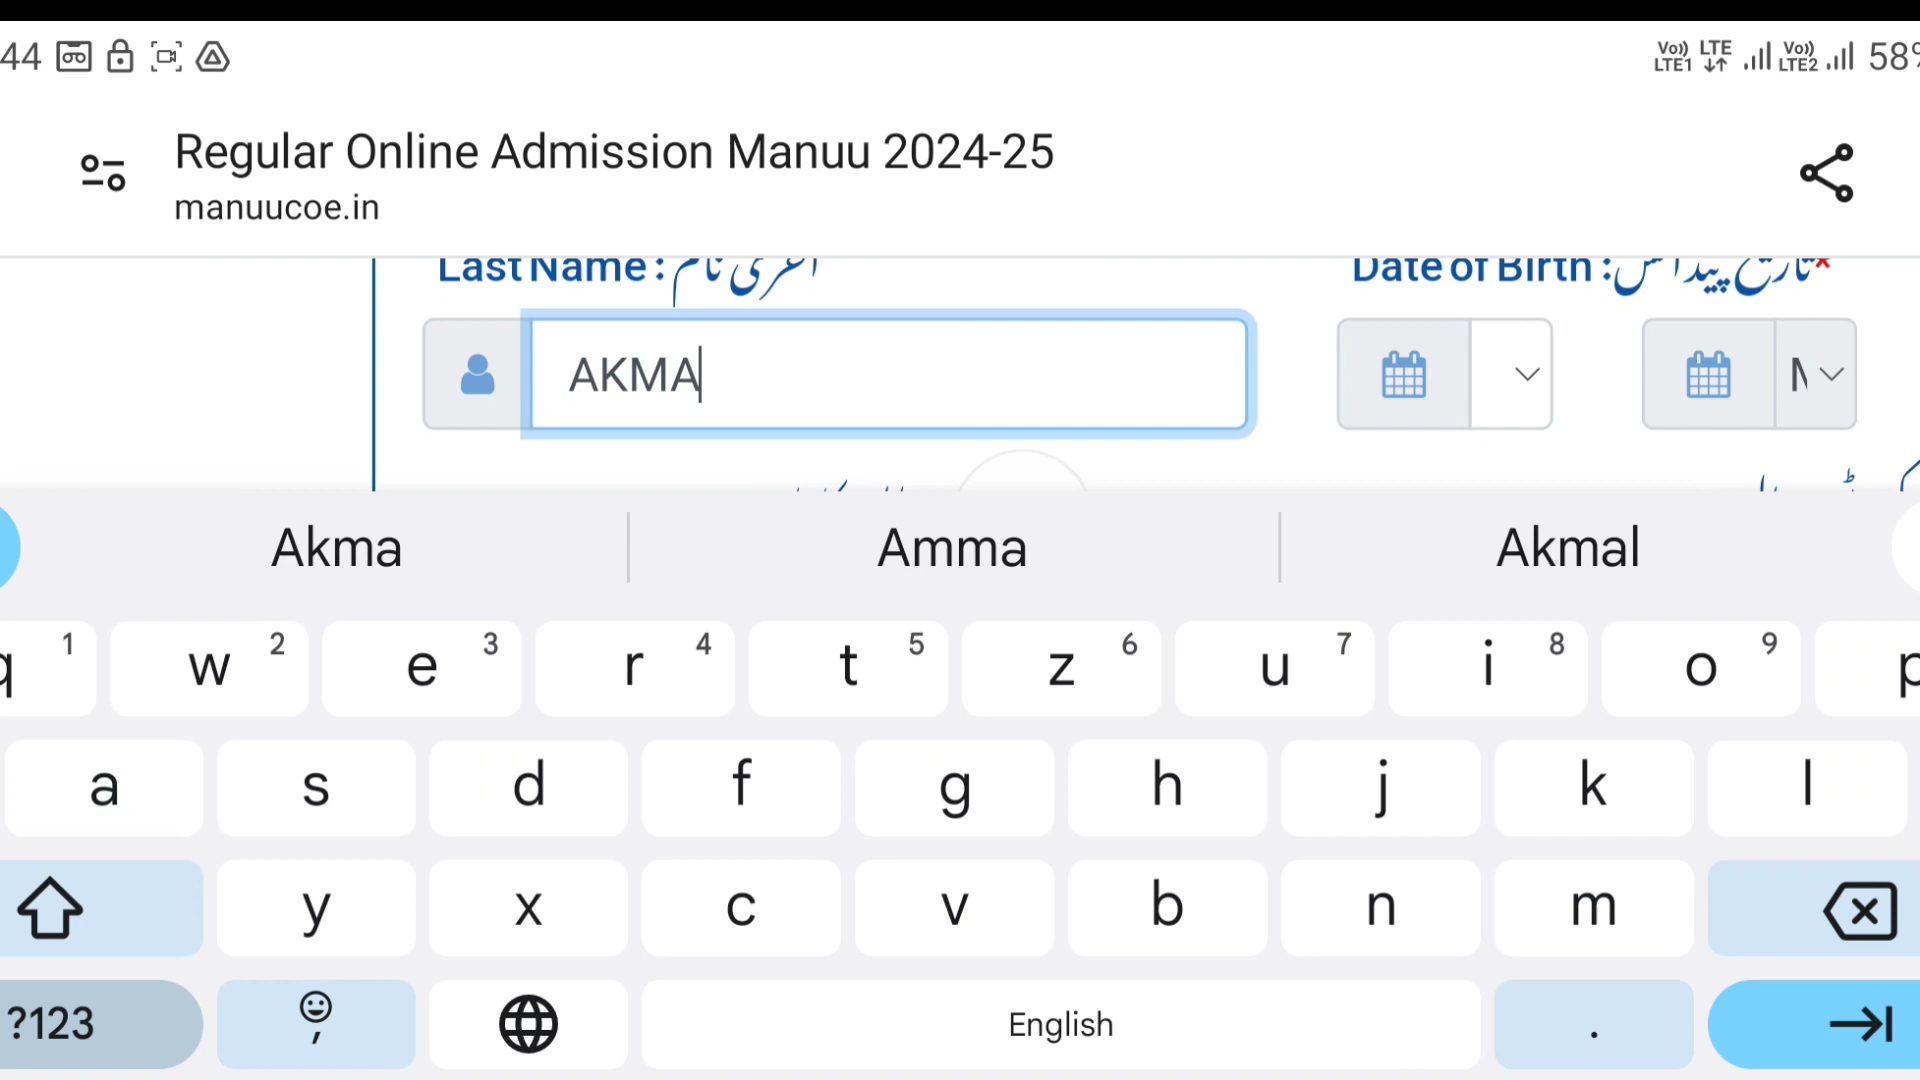 44 Vo)) LTE1 LTE Vo)) LTE2 58%
Regular Online Admission Manuu 2024-25
manuucoe.in
Last Name : آخری نام Date of Birth : تاریخ پیدائش*
AKMA M
Akma Amma Akmal
q 1 w 2 e 3 r 4 t 5 z 6 u 7 i 8 o 9 p
a s d f g h j k l
y x c v b n m
?123 , English .